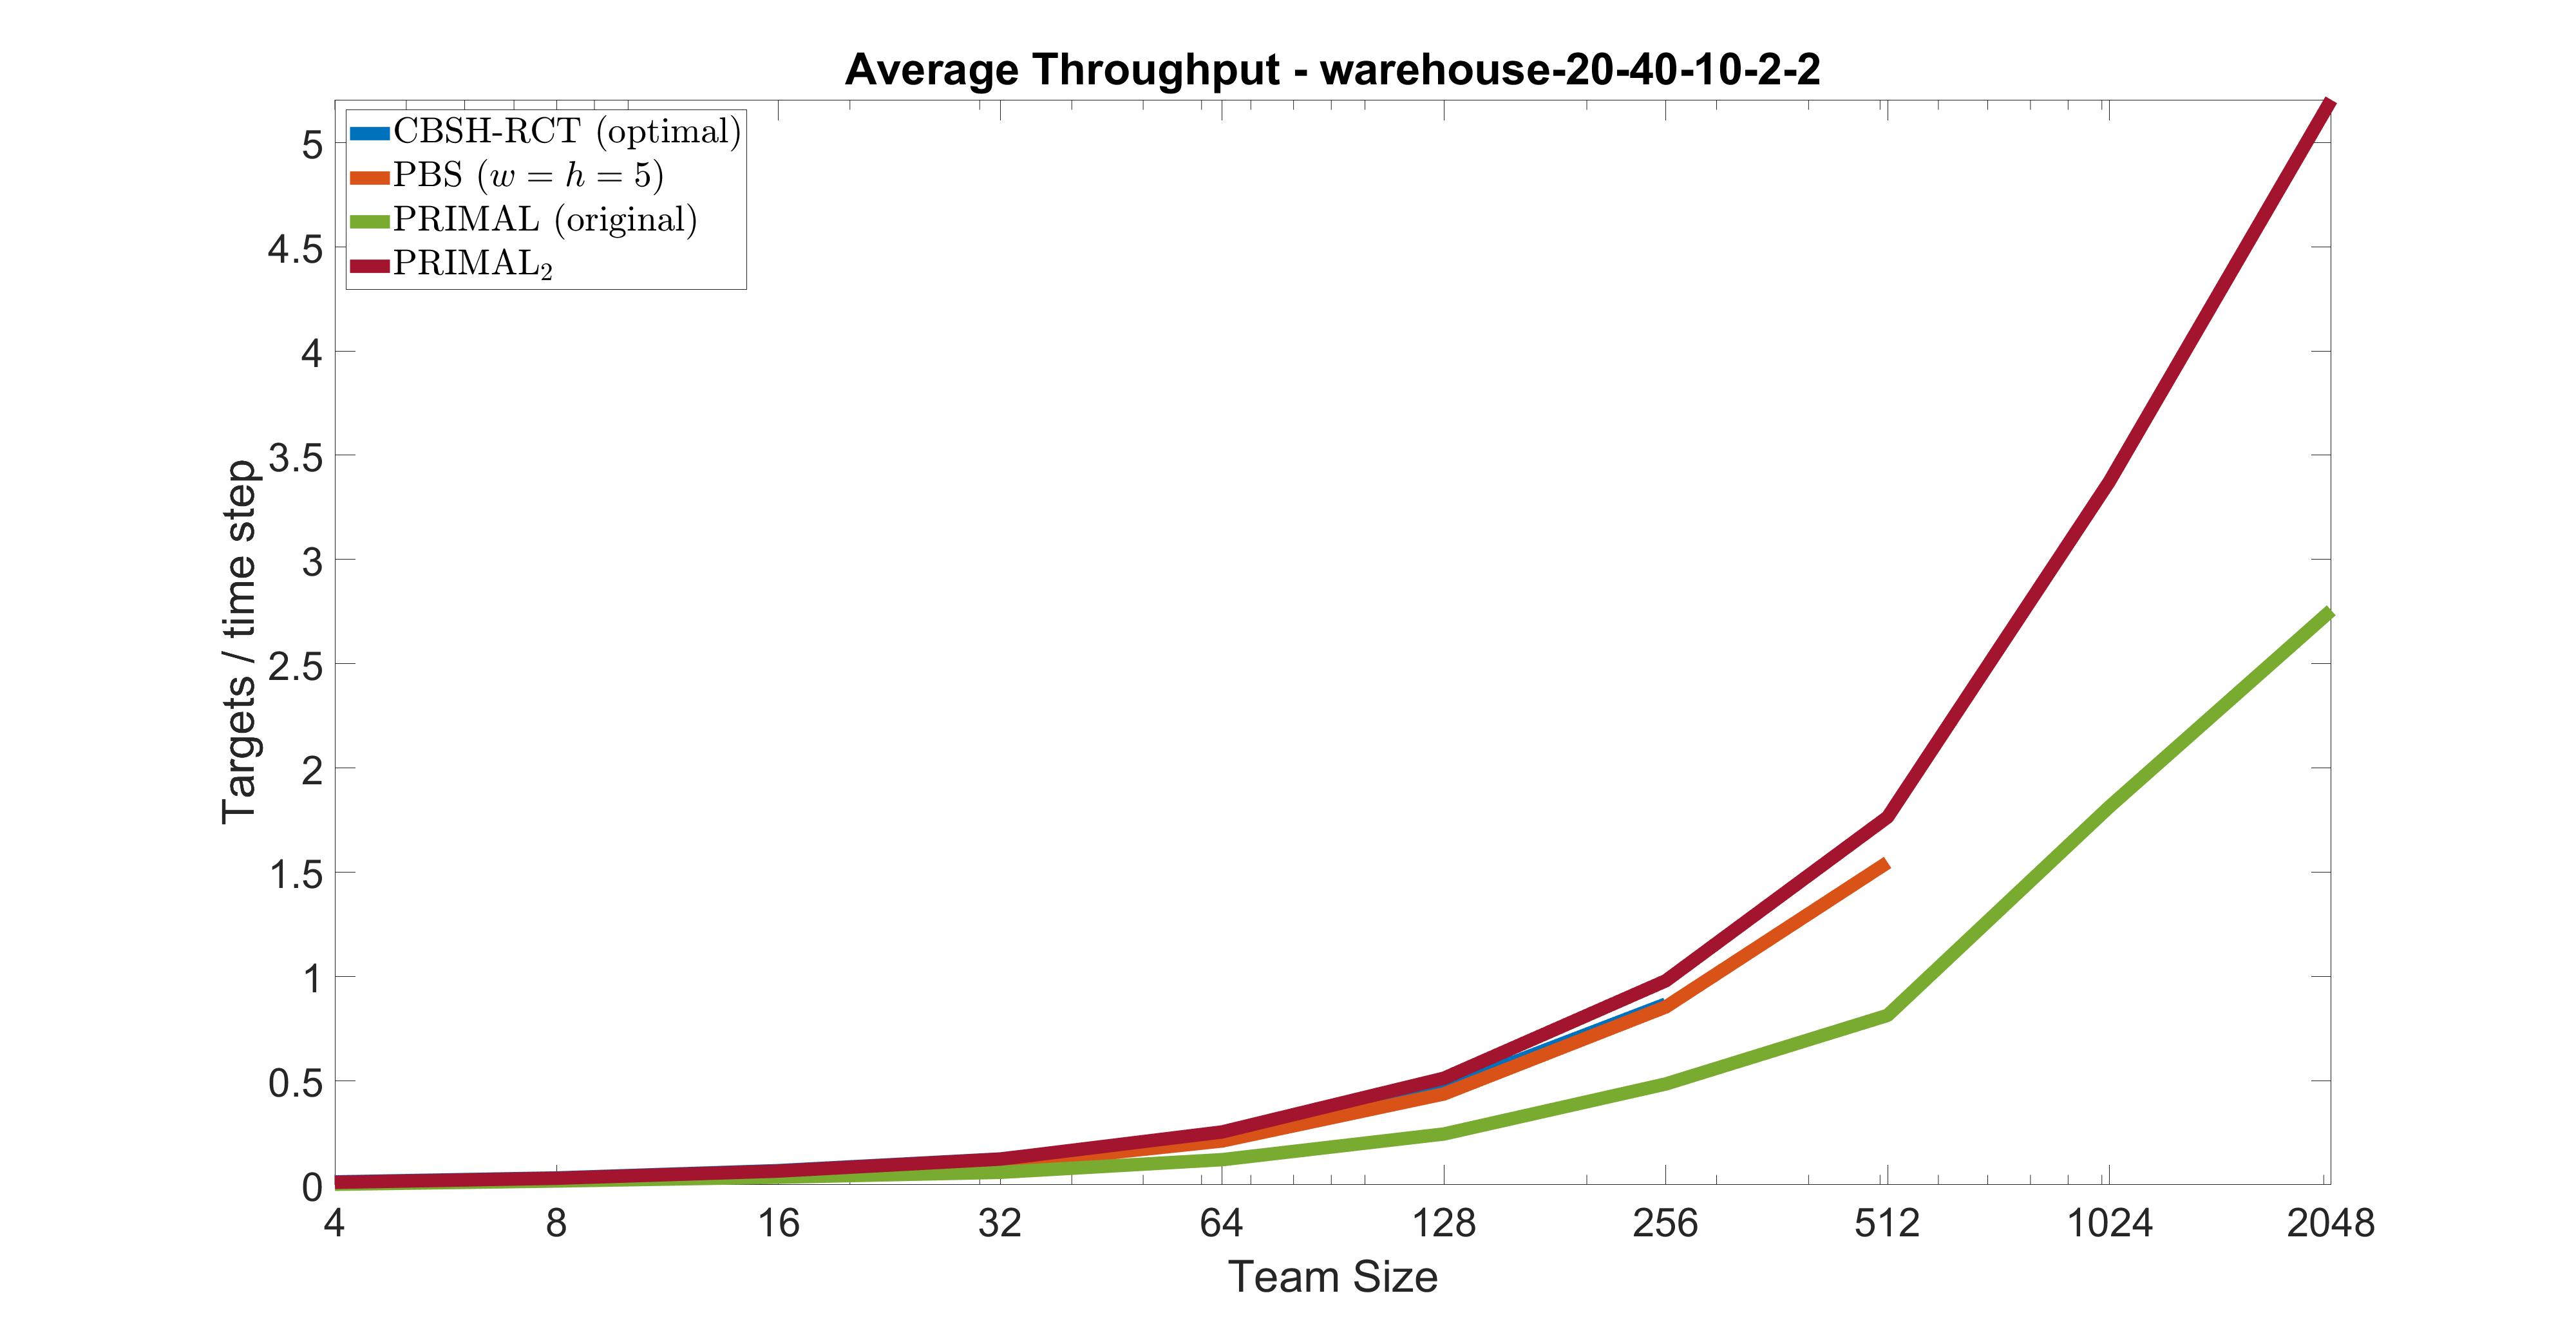 Average Throughput - warehouse-20-40-10-2-2
CBSH-RCT (optimal)
PBS (w = h = 5)
PRIMAL (original)
PRIMAL₂
Targets / time step
5
4.5
4
3.5
3
2.5
2
1.5
1
0.5
0
4 8 16 32 64 128 256 512 1024 2048
Team Size